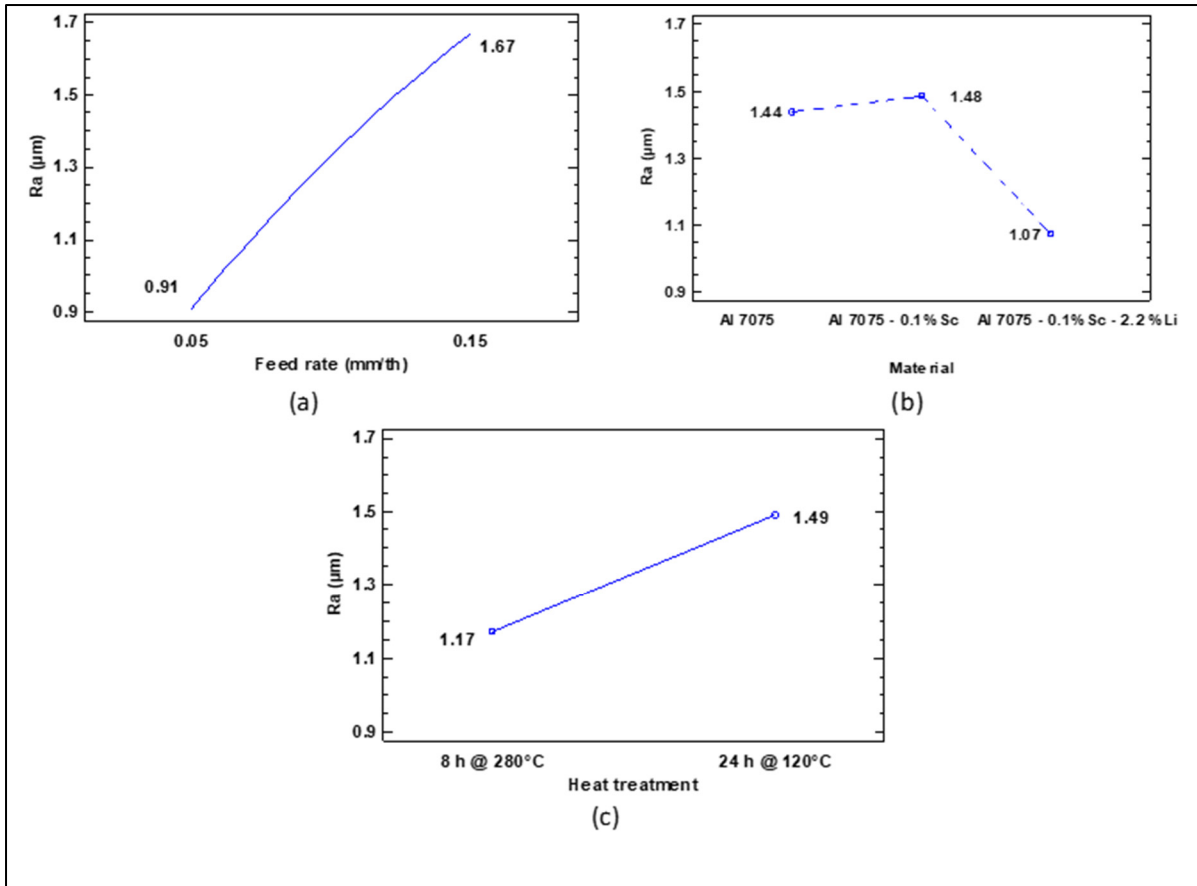 1.7
1.5
1.3
1.1
0.9
Ra (µm)
1.67
0.91
0.05 0.15
Feed rate (mm/th)
(a)
1.7
1.5
1.3
1.1
0.9
Ra (µm)
1.44
1.48
1.07
Al 7075 Al 7075 - 0.1% Sc Al 7075 - 0.1% Sc - 2.2 % Li
Material
(b)
1.7
1.5
1.3
1.1
0.9
Ra (µm)
1.49
1.17
8 h @ 280°C 24 h @ 120°C
Heat treatment
(c)